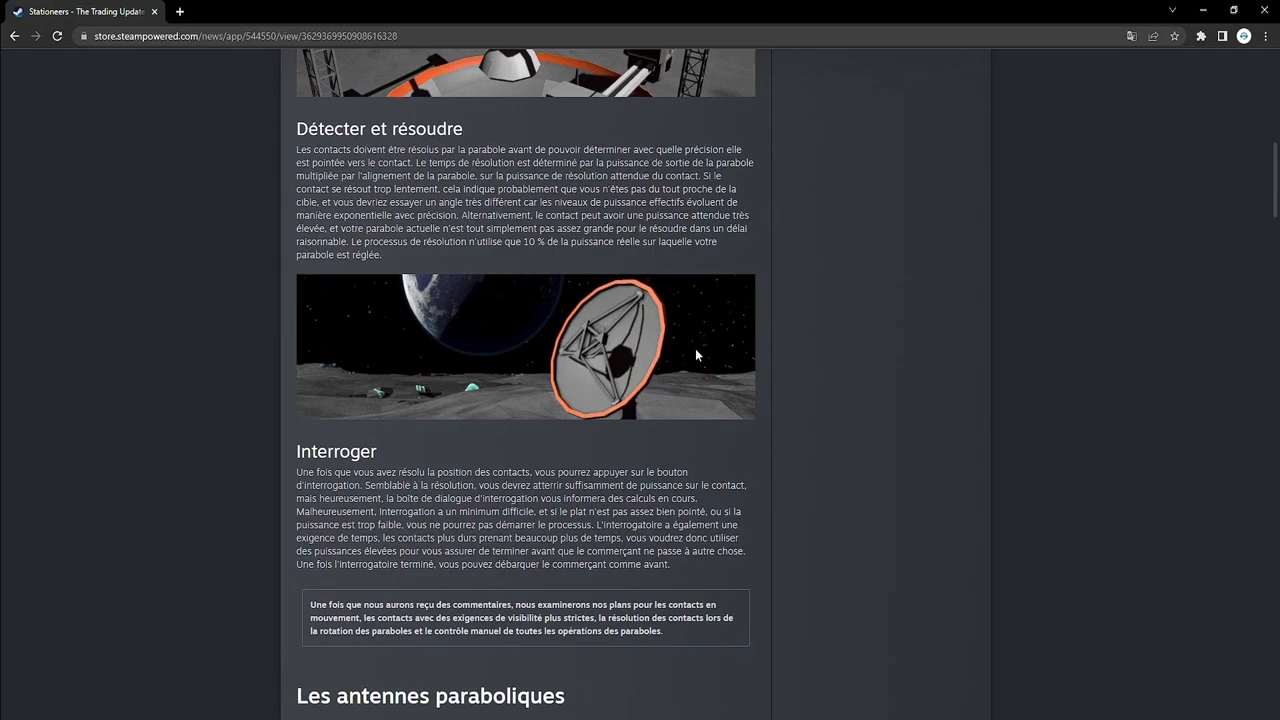 Stationeers - The Trading Update
store.steampowered.com/news/app/544550/view/3629369950908616328
Détecter et résoudre
Les contacts doivent être résolus par la parabole avant de pouvoir déterminer avec quelle précision elle
est pointée vers le contact. Le temps de résolution est déterminé par la puissance de sortie de la parabole
multipliée par l'alignement de la parabole, sur la puissance de résolution attendue du contact. Si le
contact se résout trop lentement, cela indique probablement que vous n'êtes pas du tout proche de la
cible, et vous devriez essayer un angle très différent car les niveaux de puissance effectifs évoluent de
manière exponentielle avec précision. Alternativement, le contact peut avoir une puissance attendue très
élevée, et votre parabole actuelle n'est tout simplement pas assez grande pour le résoudre dans un délai
raisonnable. Le processus de résolution n'utilise que 10 % de la puissance réelle sur laquelle votre
parabole est réglée.
Interroger
Une fois que vous avez résolu la position des contacts, vous pourrez appuyer sur le bouton
d'interrogation. Semblable à la résolution, vous devrez atterrir suffisamment de puissance sur le contact,
mais heureusement, la boîte de dialogue d'interrogation vous informera des calculs en cours.
Malheureusement, Interrogation a un minimum difficile, et si le plat n'est pas assez bien pointé, ou si la
puissance est trop faible, vous ne pourrez pas démarrer le processus. L'interrogatoire a également une
exigence de temps, les contacts plus durs prenant beaucoup plus de temps, vous voudrez donc utiliser
des puissances élevées pour vous assurer de terminer avant que le commerçant ne passe à autre chose.
Une fois l'interrogatoire terminé, vous pouvez débarquer le commerçant comme avant.
Une fois que nous aurons reçu des commentaires, nous examinerons nos plans pour les contacts en
mouvement, les contacts avec des exigences de visibilité plus strictes, la résolution des contacts lors de
la rotation des paraboles et le contrôle manuel de toutes les opérations des paraboles.
Les antennes paraboliques